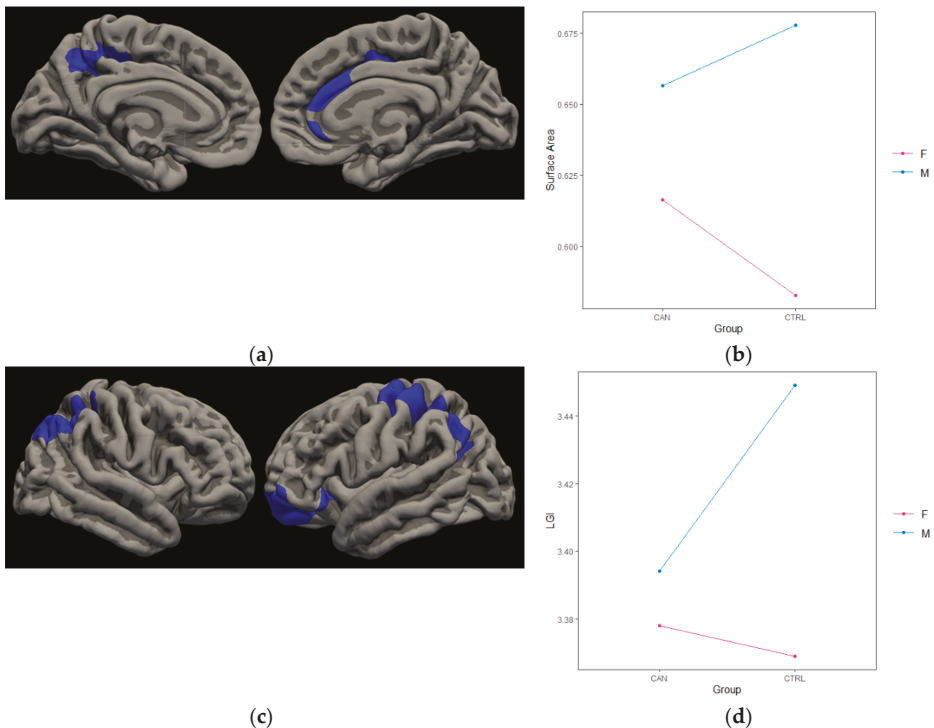 0.675
0.650
0.625
0.600
Surface Area
CAN
CTRL
Group
F
M
(a)
(b)
3.44
3.42
3.40
3.38
LGI
CAN
CTRL
Group
F
M
(c)
(d)